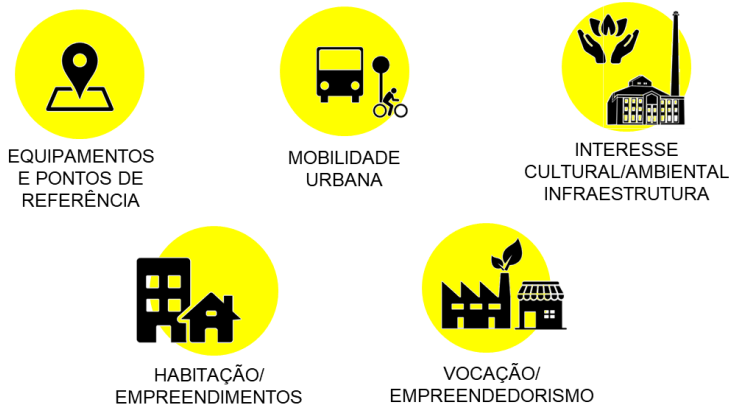 EQUIPAMENTOS
E PONTOS DE
REFERÊNCIA
MOBILIDADE
URBANA
INTERESSE
CULTURAL/AMBIENTAL
INFRAESTRUTURA
HABITAÇÃO/
EMPREENDIMENTOS
VOCAÇÃO/
EMPREENDEDORISMO